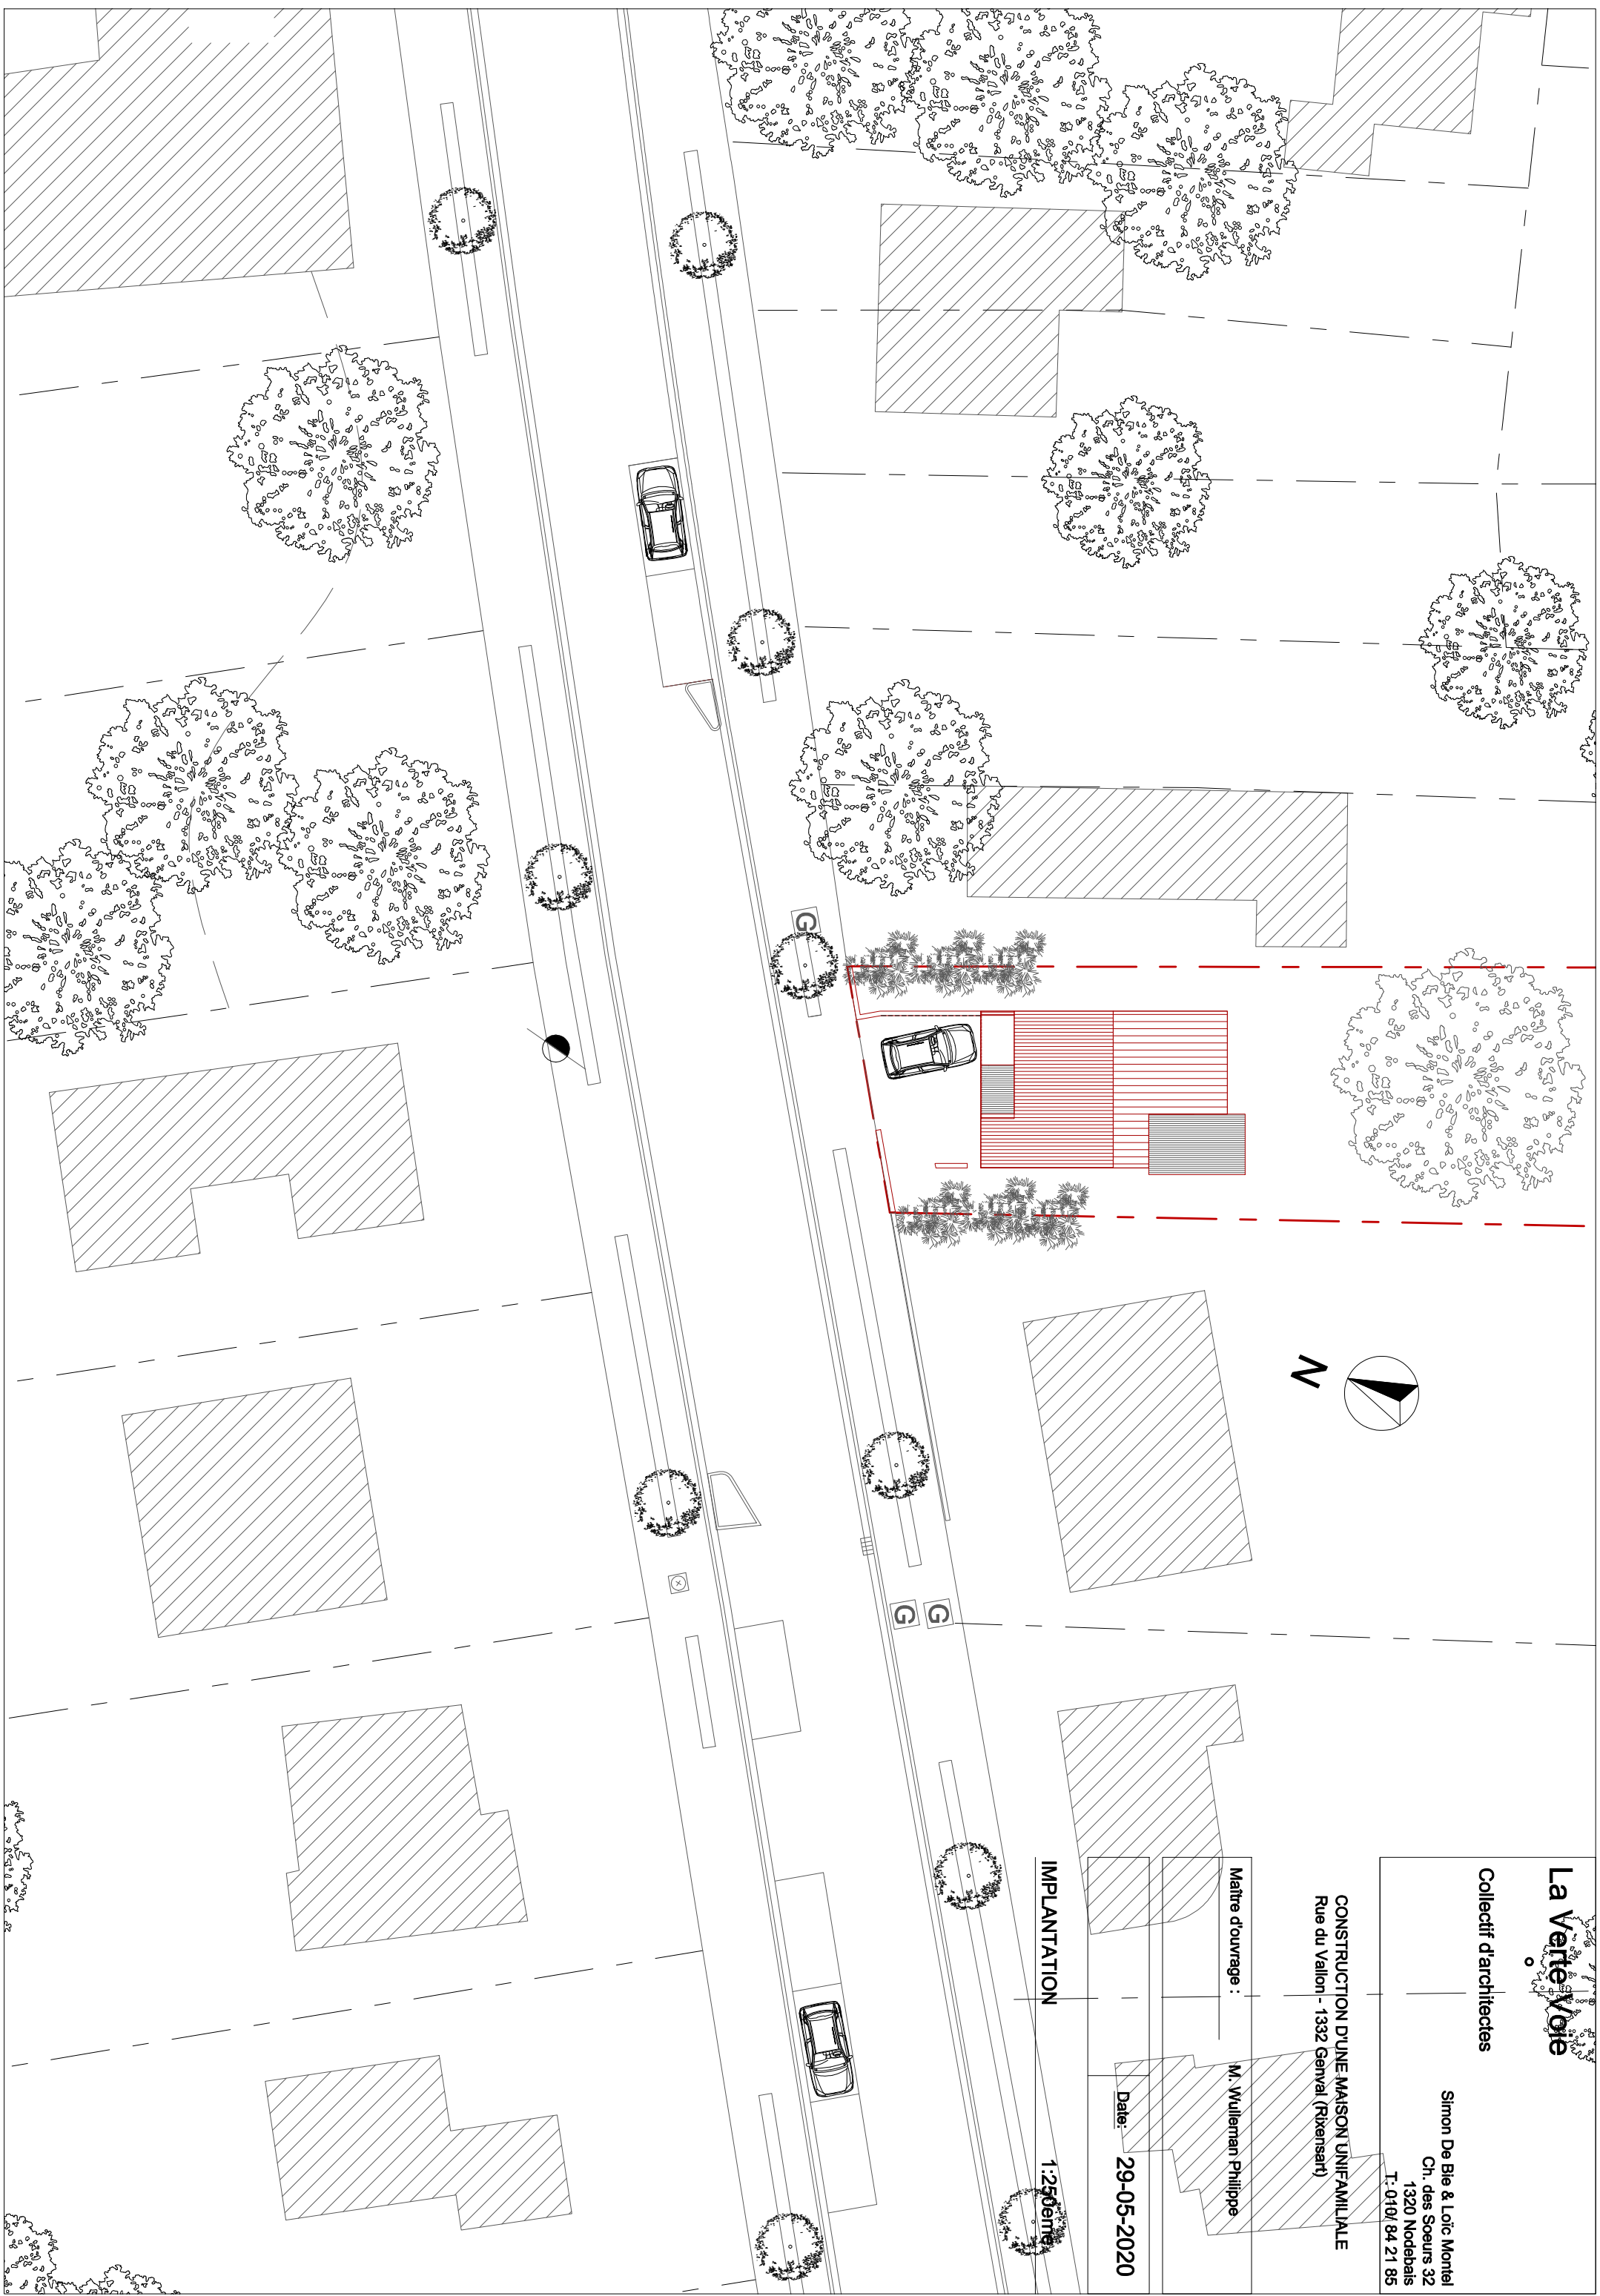 La Verte Voie
Collectif d'architectes
Simon De Bie & Loïc Montel
Ch. des Soeurs 32
1320 Nodebais
T: 010/ 84 21 85
CONSTRUCTION D'UNE MAISON UNIFAMILIALE
Rue du Vallon - 1332 Genval (Rixensart)
Maître d'ouvrage :
M. Wulleman Philippe
Date:
29-05-2020
IMPLANTATION
1:250ème
N
G
G
G